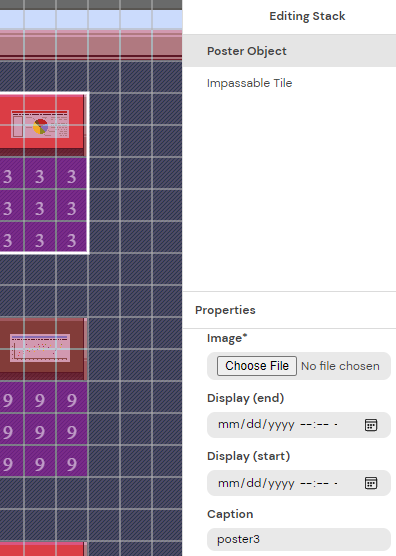 Editing Stack
Poster Object
Impassable Tile
3 3 3
3 3 3
3 3 3
9 9 9
9 9 9
9 9 9
Properties
Image*
Choose File No file chosen
Display (end)
mm/dd/yyyy --:-- -
Display (start)
mm/dd/yyyy --:-- -
Caption
poster3